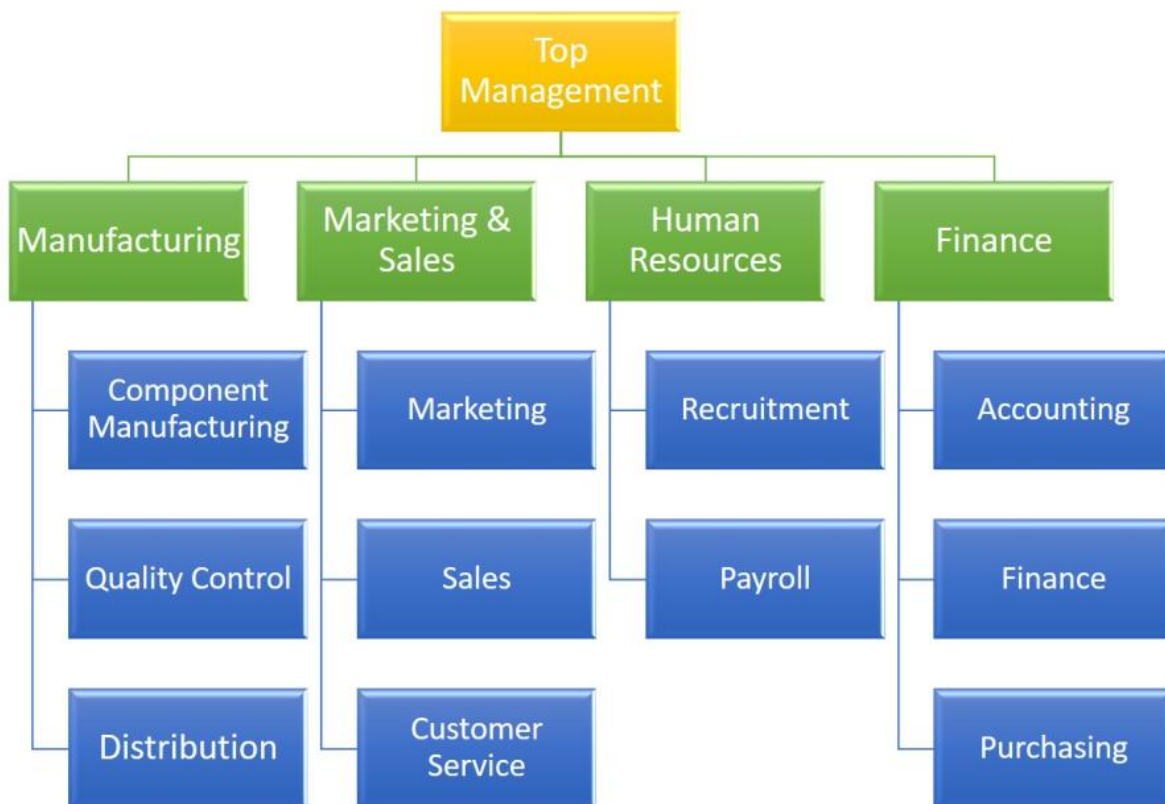 Top
Management
Manufacturing
Marketing &
Sales
Human
Resources
Finance
Component
Manufacturing
Marketing
Recruitment
Accounting
Quality Control
Sales
Payroll
Finance
Distribution
Customer
Service
Purchasing